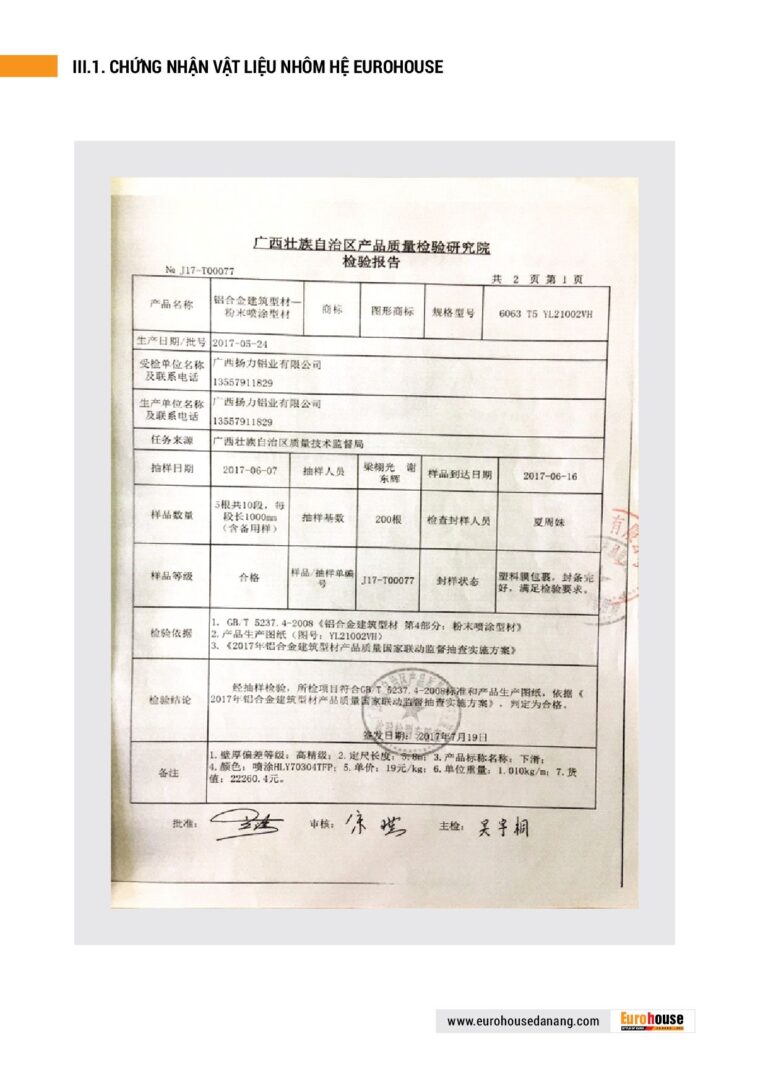 III.1. CHỨNG NHẬN VẬT LIỆU NHÔM HỆ EUROHOUSE
广西壮族自治区产品质量检验研究院
检验报告
№ J17-T00077
共 2 页 第 1 页
产品名称
铝合金建筑型材—
粉末喷涂型材
商标
图形商标
规格型号
6063 T5 YL21002VH
生产日期/批号
2017-05-24
受检单位名称
及联系电话
广西扬力铝业有限公司
13557911829
生产单位名称
及联系电话
广西扬力铝业有限公司
13557911829
任务来源
广西壮族自治区质量技术监督局
抽样日期
2017-06-07
抽样人员
梁栩光 谢
东辉
样品到达日期
2017-06-16
样品数量
5根共10段，每
段长1000mm
（含备用样）
抽样基数
200根
检查封样人员
夏周妹
样品等级
合格
样品/抽样单编
号
J17-T00077
封样状态
塑料膜包裹，封条完
好，满足检验要求。
检验依据
1. GB/T 5237.4-2008《铝合金建筑型材 第4部分：粉末喷涂型材》
2. 产品生产图纸（图号：YL21002VH）
3. 《2017年铝合金建筑型材产品质量国家联动监督抽查实施方案》
检验结论
经抽样检验，所检项目符合GB/T 5237.4-2008标准和产品生产图纸，依据《
2017年铝合金建筑型材产品质量国家联动监督抽查实施方案》，判定为合格。
签发日期：2017年7月19日
备注
1. 壁厚偏差等级：高精级；2. 定尺长度：5.8m；3. 产品标称名称：下滑；
4. 颜色：喷涂HLY70304TFP；5. 单价：19元/kg；6. 单位重量：1.010kg/m；7. 货
值：22260.4元。
批准：
审核：
主检：
www.eurohousedanang.com
Eurohouse